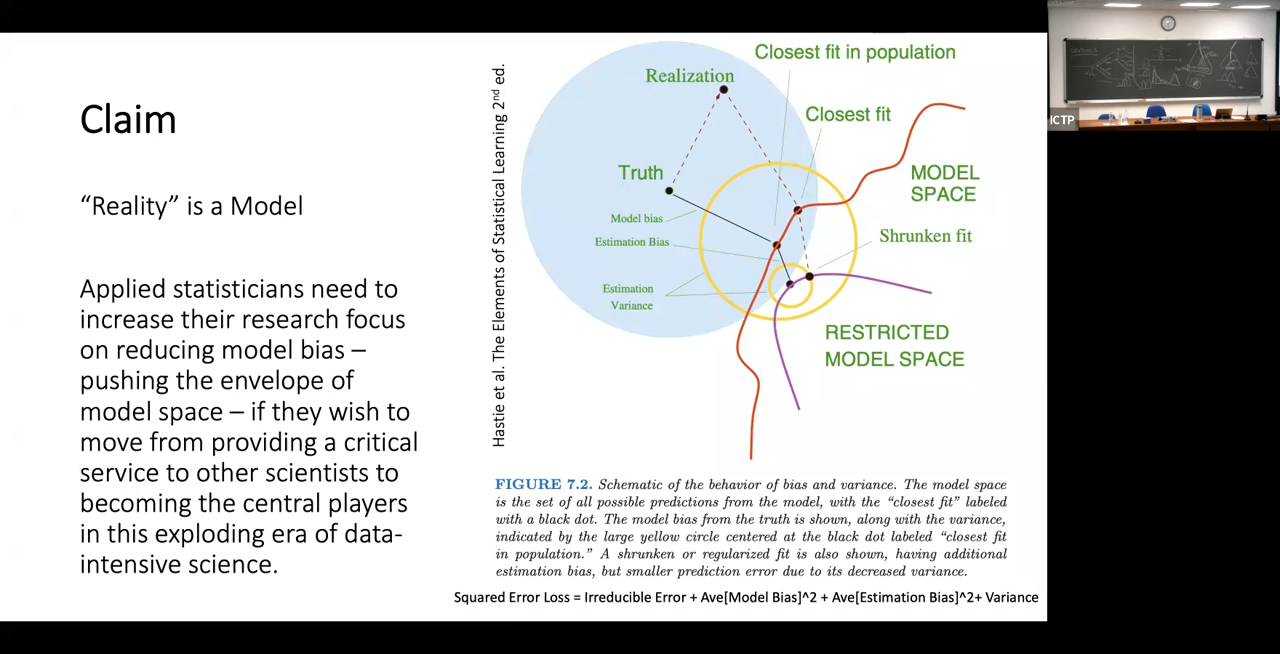 Claim
“Reality” is a Model
Applied statisticians need to
increase their research focus
on reducing model bias –
pushing the envelope of
model space – if they wish to
move from providing a critical
service to other scientists to
becoming the central players
in this exploding era of data-
intensive science.
Hastie et al. The Elements of Statistical Learning 2nd ed.
Closest fit in population
Realization
Closest fit
Truth
MODEL
SPACE
Model bias
Shrunken fit
Estimation Bias
Estimation
Variance
RESTRICTED
MODEL SPACE
FIGURE 7.2. Schematic of the behavior of bias and variance. The model space
is the set of all possible predictions from the model, with the “closest fit” labeled
with a black dot. The model bias from the truth is shown, along with the variance,
indicated by the large yellow circle centered at the black dot labeled “closest fit
in population.” A shrunken or regularized fit is also shown, having additional
estimation bias, but smaller prediction error due to its decreased variance.
Squared Error Loss = Irreducible Error + Ave[Model Bias]^2 + Ave[Estimation Bias]^2+ Variance
ICTP